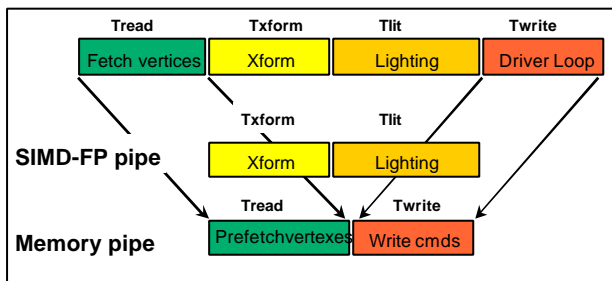 Tread Txform Tlit Twrite
Fetch vertices Xform Lighting Driver Loop
Txform Tlit
SIMD-FP pipe Xform Lighting
Tread Twrite
Memory pipe Prefetchvertexes Write cmds